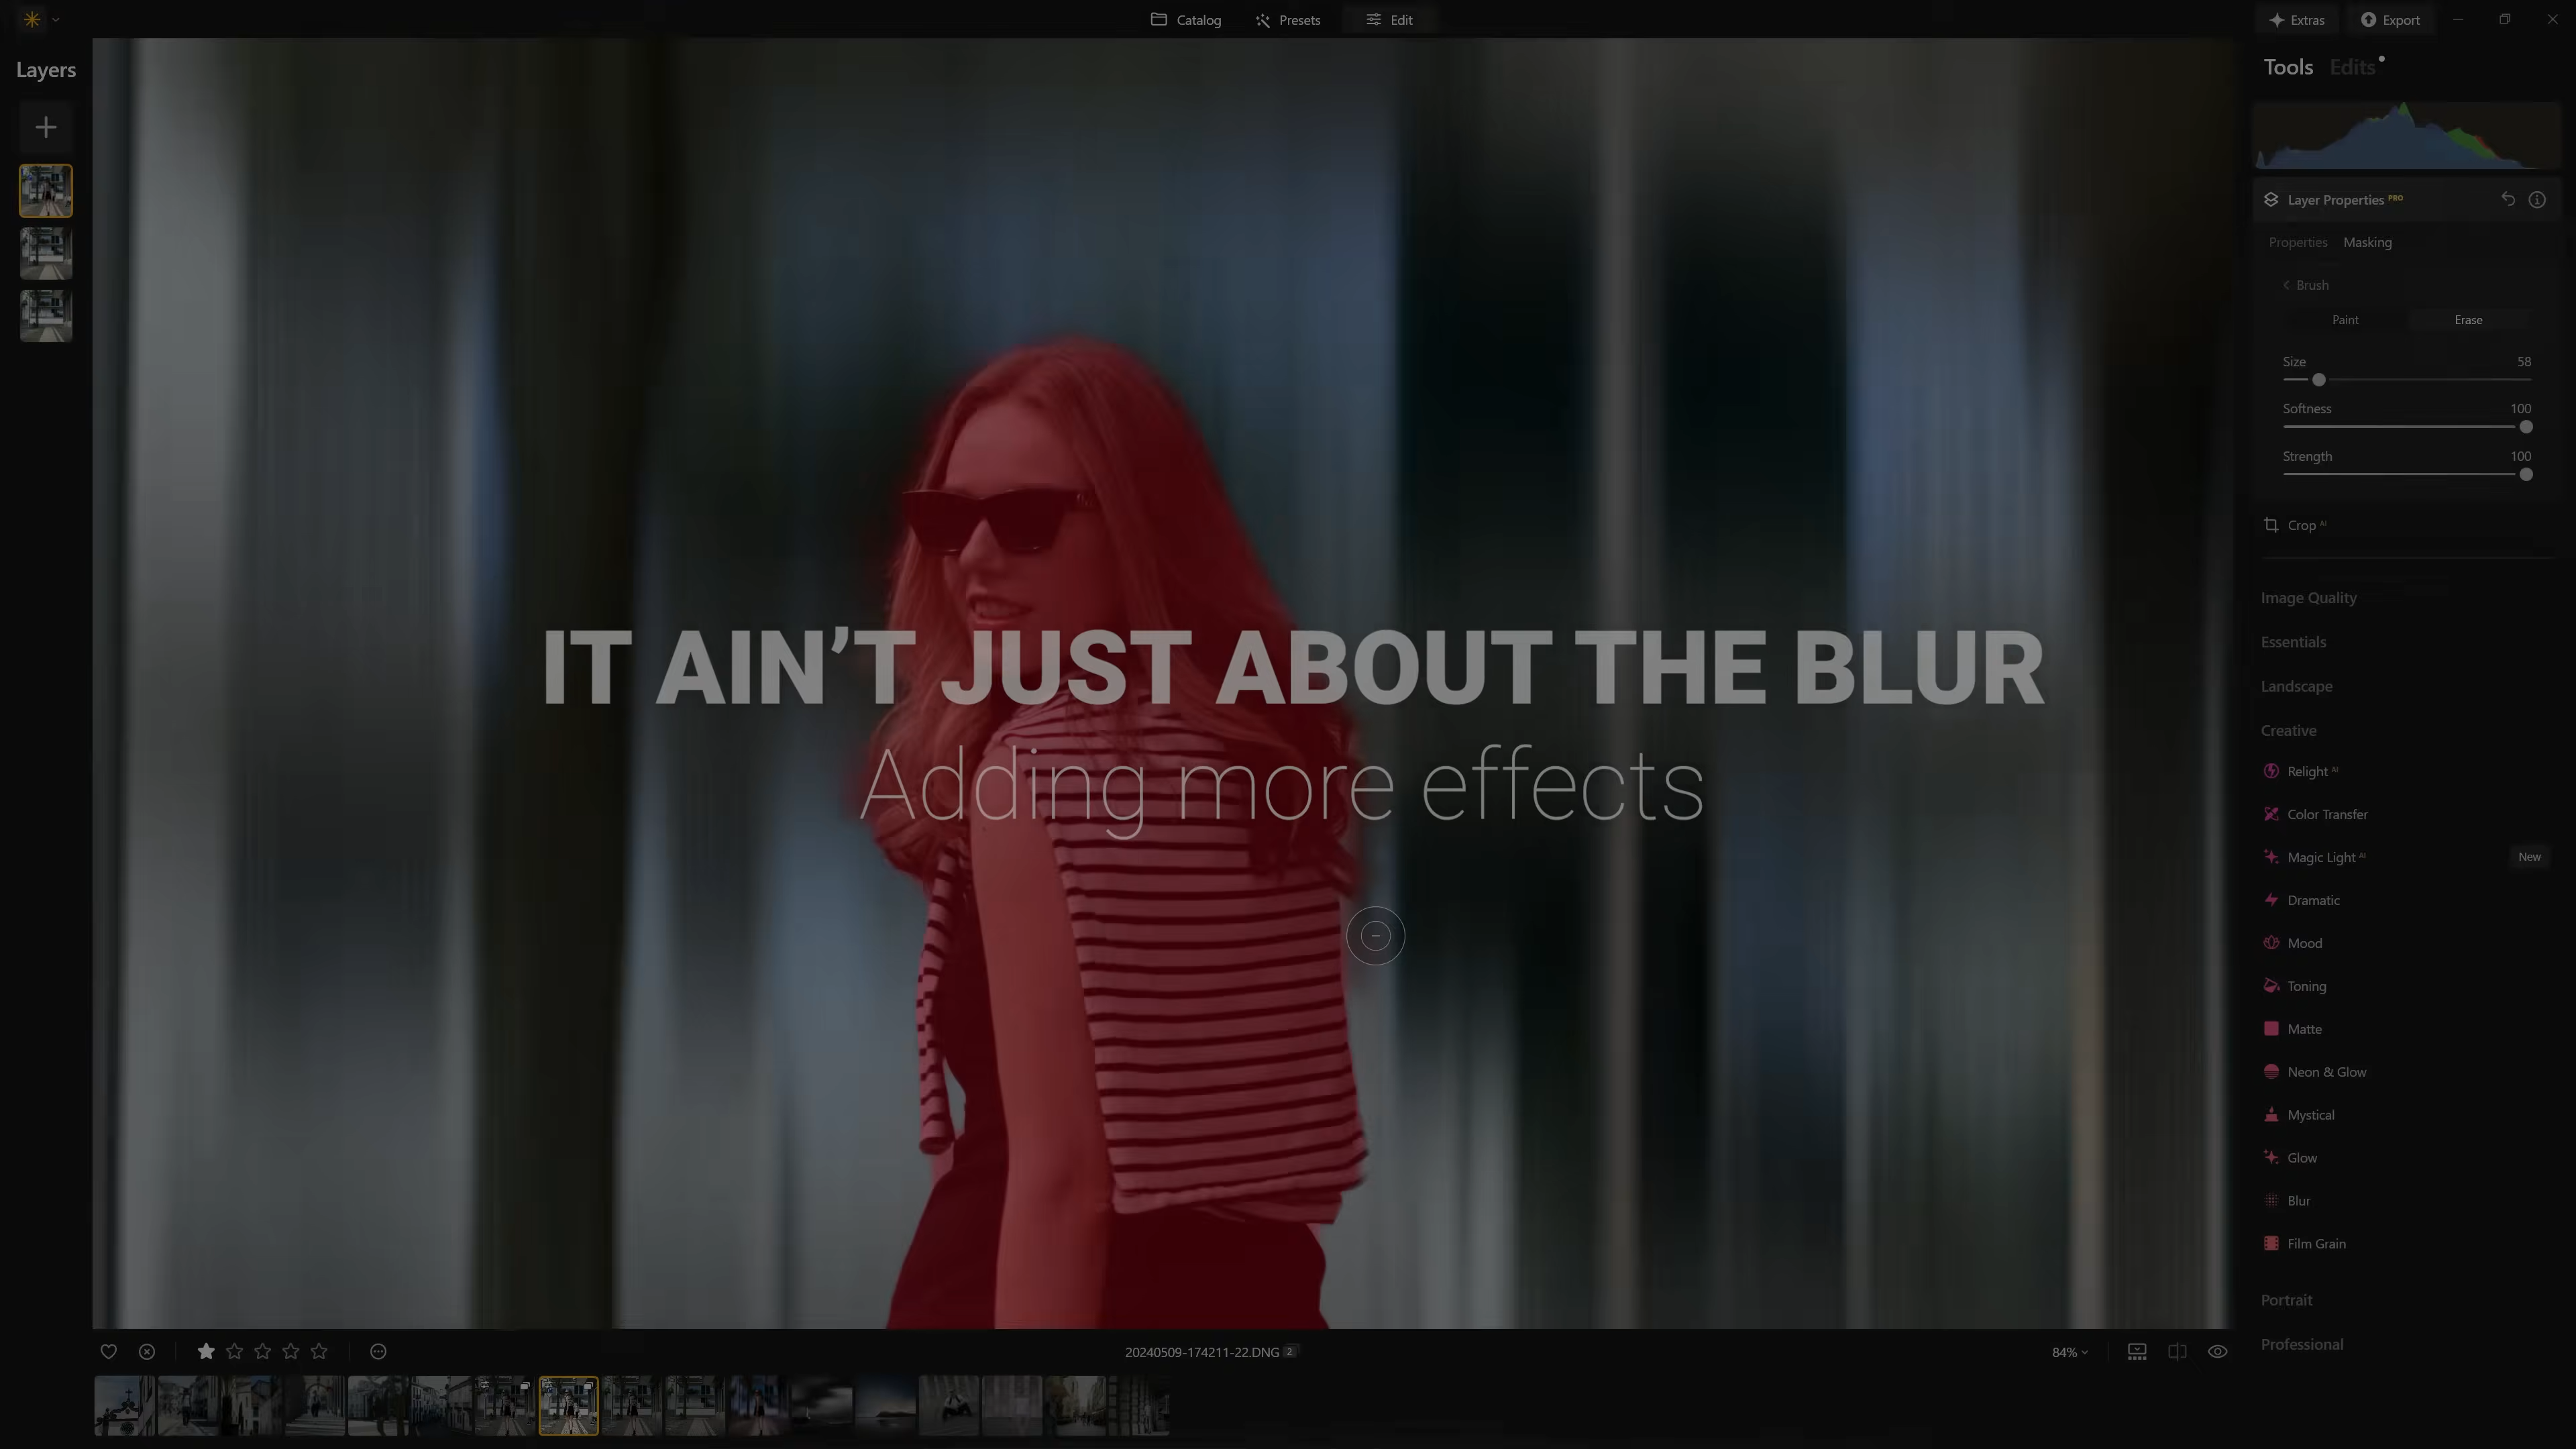 Catalog
Presets
Edit
Extras
Export
Layers
Tools
Edits
Layer Properties PRO
Properties
Masking
Brush
Paint
Erase
Size
58
Softness
100
Strength
100
Crop AI
Image Quality
Essentials
Landscape
Creative
Relight AI
Color Transfer
Magic Light AI
New
Dramatic
Mood
Toning
Matte
Neon & Glow
Mystical
Glow
Blur
Film Grain
Portrait
Professional
IT AIN’T JUST ABOUT THE BLUR
Adding more effects
20240509-174211-22.DNG 2
84%